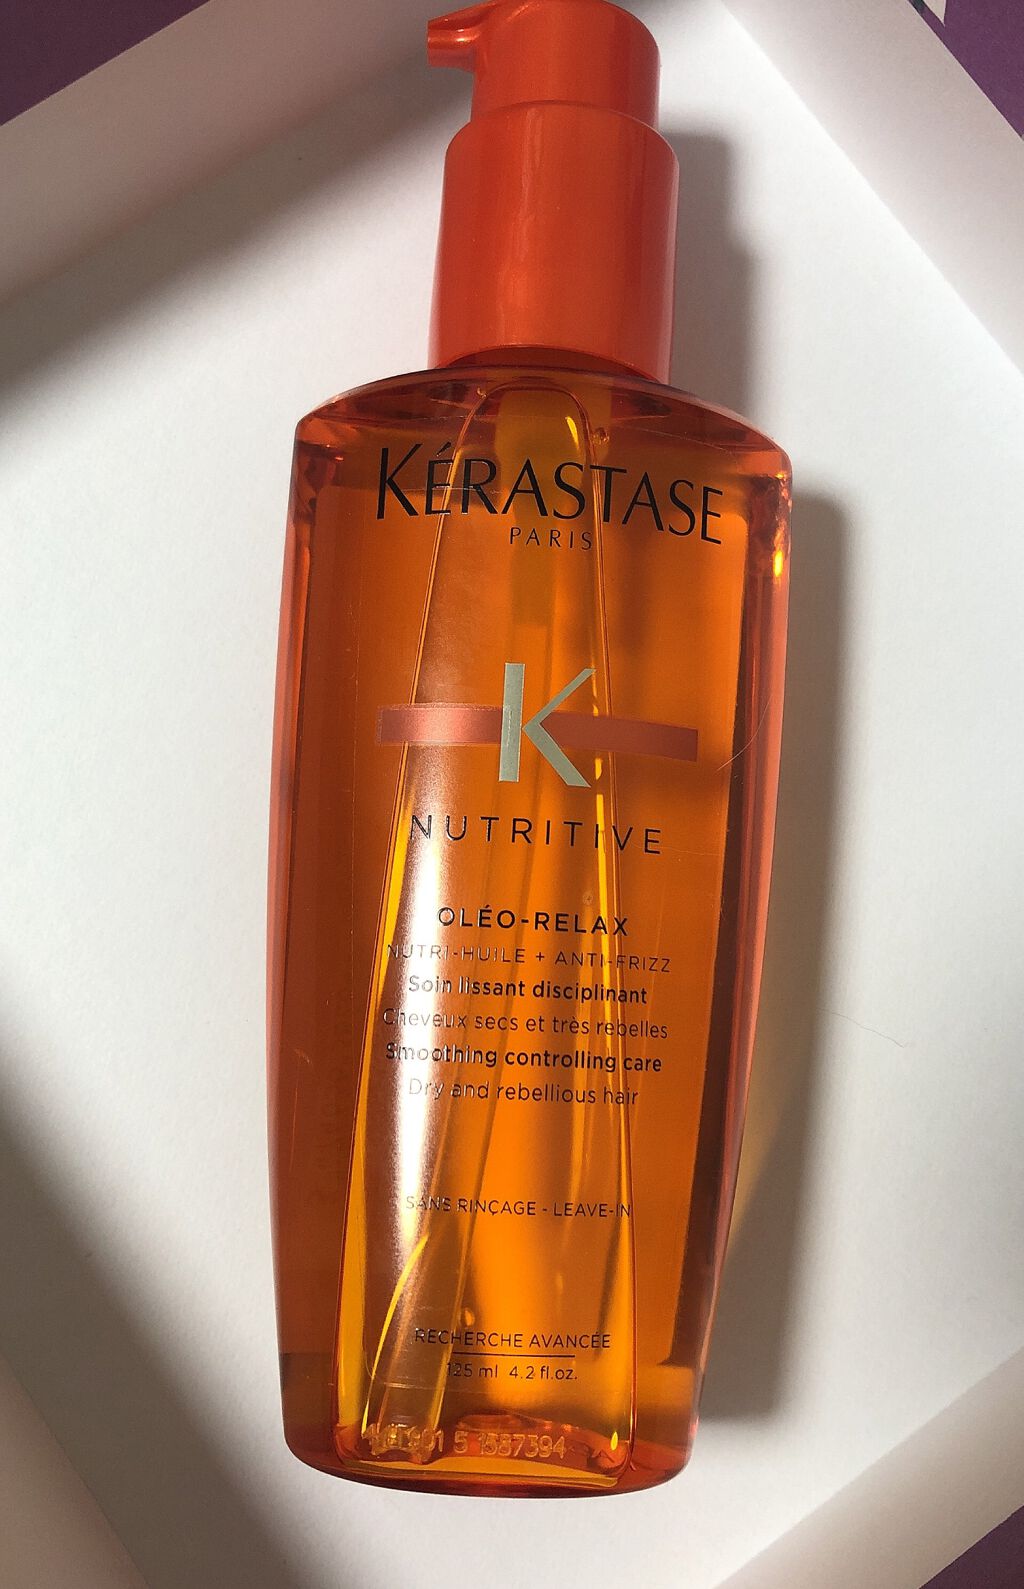 KÉRASTASE
PARIS
K
NUTRITIVE
OLÉO-RELAX
NUTRI-HUILE + ANTI-FRIZZ
Soin lissant disciplinant
Cheveux secs et très rebelles
Smoothing controlling care
Dry and rebellious hair
SANS RINÇAGE - LEAVE-IN
RECHERCHE AVANCÉE
125 ml 4.2 fl.oz.